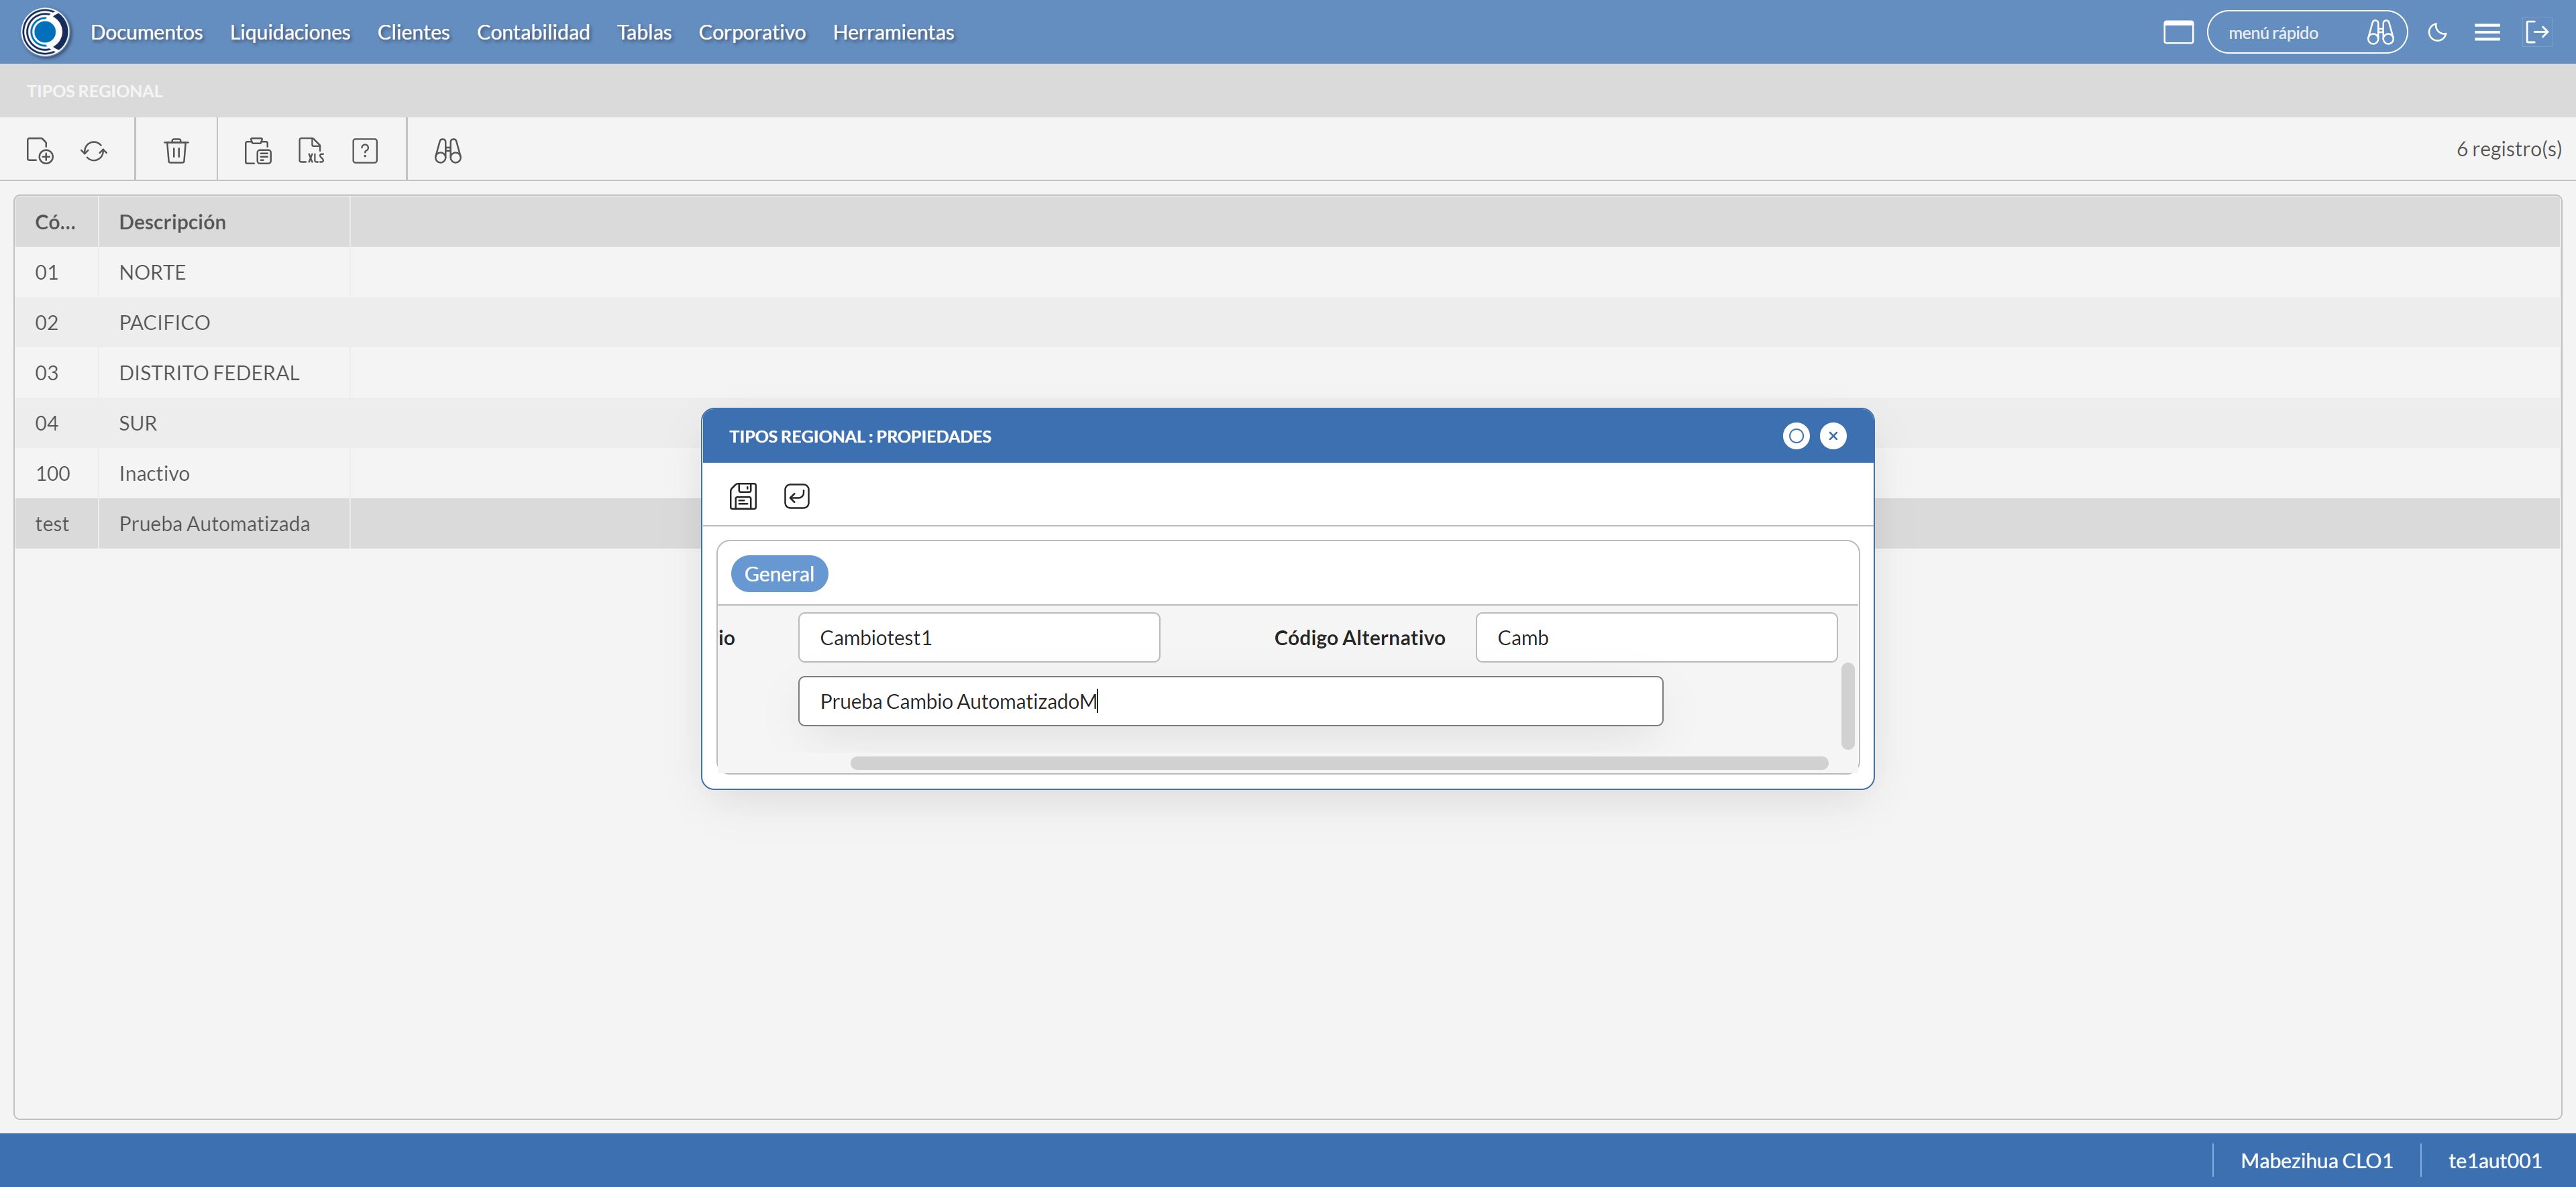 Documentos Liquidaciones Clientes Contabilidad Tablas Corporativo Herramientas menú rápido
TIPOS REGIONAL
XLS ? 6 registro(s)
Có... Descripción
01 NORTE
02 PACIFICO
03 DISTRITO FEDERAL
04 SUR
100 Inactivo
test Prueba Automatizada
TIPOS REGIONAL : PROPIEDADES
General
io Cambiotest1 Código Alternativo Camb
Prueba Cambio AutomatizadoM
Mabezihua CLO1 te1aut001